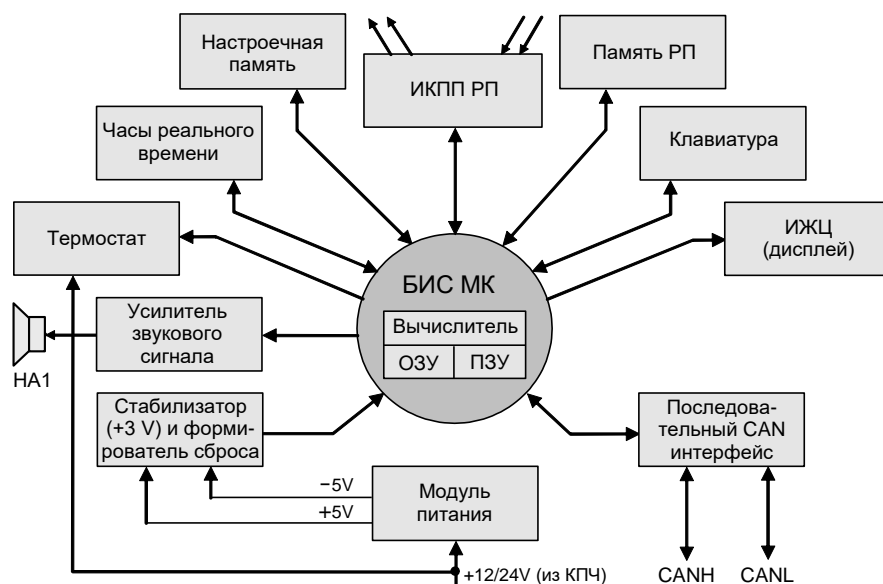 Настроечная
память
ИКПП РП
Память РП
Часы реального
времени
Клавиатура
Термостат
ИЖЦ
(дисплей)
БИС МК
Вычислитель
ОЗУ
ПЗУ
Усилитель
звукового
сигнала
НА1
Стабилизатор
(+3 V) и форми-
рователь сброса
Последова-
тельный CAN
интерфейс
−5V
+5V
Модуль
питания
+12/24V (из КПЧ)
CANH
CANL